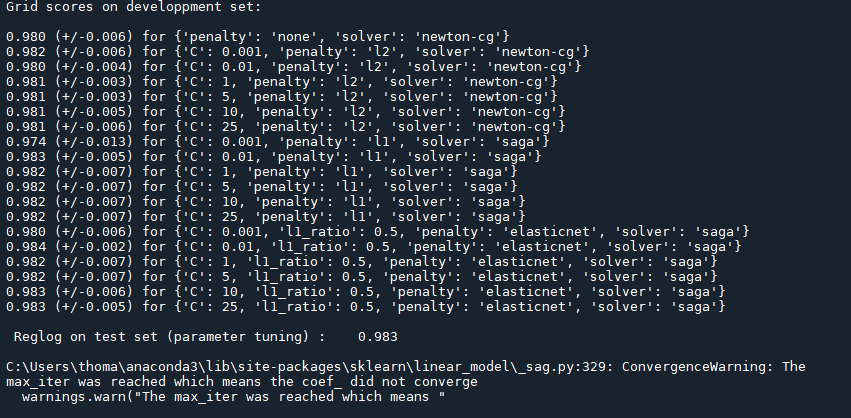 Grid scores on developpment set:
0.980 (+/-0.006) for {'penalty': 'none', 'solver': 'newton-cg'}
0.982 (+/-0.006) for {'C': 0.001, 'penalty': 'l2', 'solver': 'newton-cg'}
0.980 (+/-0.004) for {'C': 0.01, 'penalty': 'l2', 'solver': 'newton-cg'}
0.981 (+/-0.003) for {'C': 1, 'penalty': 'l2', 'solver': 'newton-cg'}
0.981 (+/-0.003) for {'C': 5, 'penalty': 'l2', 'solver': 'newton-cg'}
0.981 (+/-0.005) for {'C': 10, 'penalty': 'l2', 'solver': 'newton-cg'}
0.981 (+/-0.006) for {'C': 25, 'penalty': 'l2', 'solver': 'newton-cg'}
0.974 (+/-0.013) for {'C': 0.001, 'penalty': 'l1', 'solver': 'saga'}
0.983 (+/-0.005) for {'C': 0.01, 'penalty': 'l1', 'solver': 'saga'}
0.982 (+/-0.007) for {'C': 1, 'penalty': 'l1', 'solver': 'saga'}
0.982 (+/-0.007) for {'C': 5, 'penalty': 'l1', 'solver': 'saga'}
0.982 (+/-0.007) for {'C': 10, 'penalty': 'l1', 'solver': 'saga'}
0.982 (+/-0.007) for {'C': 25, 'penalty': 'l1', 'solver': 'saga'}
0.980 (+/-0.006) for {'C': 0.001, 'l1_ratio': 0.5, 'penalty': 'elasticnet', 'solver': 'saga'}
0.984 (+/-0.002) for {'C': 0.01, 'l1_ratio': 0.5, 'penalty': 'elasticnet', 'solver': 'saga'}
0.982 (+/-0.007) for {'C': 1, 'l1_ratio': 0.5, 'penalty': 'elasticnet', 'solver': 'saga'}
0.982 (+/-0.007) for {'C': 5, 'l1_ratio': 0.5, 'penalty': 'elasticnet', 'solver': 'saga'}
0.983 (+/-0.006) for {'C': 10, 'l1_ratio': 0.5, 'penalty': 'elasticnet', 'solver': 'saga'}
0.983 (+/-0.005) for {'C': 25, 'l1_ratio': 0.5, 'penalty': 'elasticnet', 'solver': 'saga'}
Reglog on test set (parameter tuning) :    0.983
C:\Users\thoma\anaconda3\lib\site-packages\sklearn\linear_model\_sag.py:329: ConvergenceWarning: The
max_iter was reached which means the coef_ did not converge
  warnings.warn("The max_iter was reached which means "